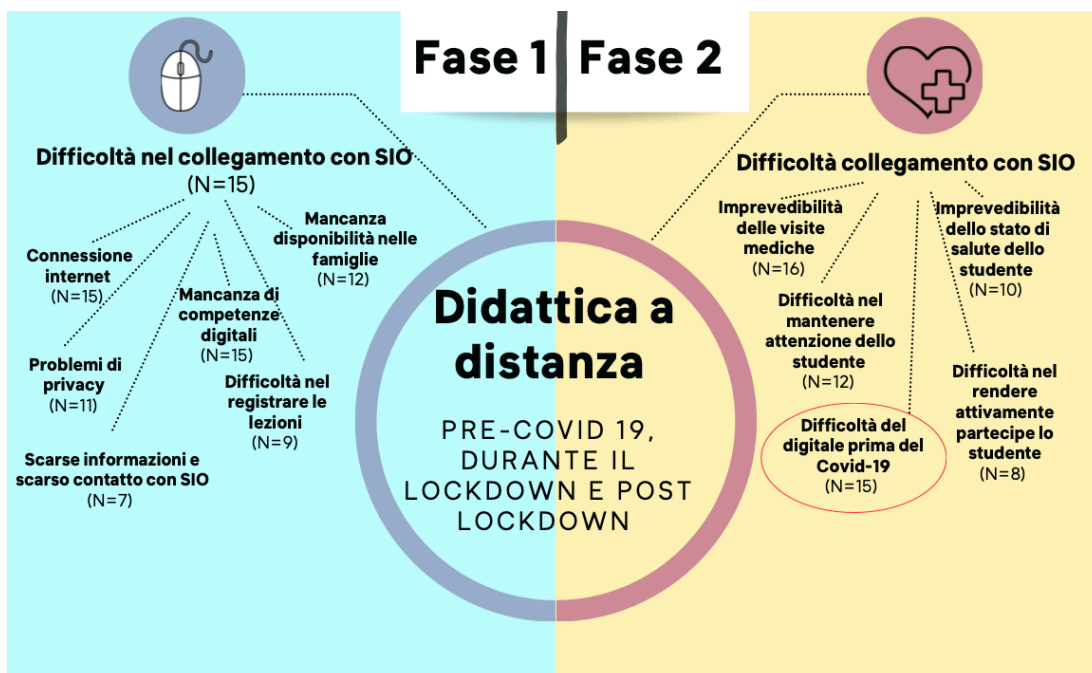 Fase 1
Fase 2
Difficoltà nel collegamento con SIO
(N=15)
Connessione
internet
(N=15)
Mancanza
disponibilità nelle
famiglie
(N=12)
Mancanza di
competenze
digitali
(N=15)
Problemi di
privacy
(N=11)
Difficoltà nel
registrare le
lezioni
(N=9)
Scarse informazioni e
scarso contatto con SIO
(N=7)
Didattica a
distanza
PRE-COVID 19,
DURANTE IL
LOCKDOWN E POST
LOCKDOWN
Difficoltà collegamento con SIO
Imprevedibilità
delle visite
mediche
(N=16)
Imprevedibilità
dello stato di
salute dello
studente
(N=10)
Difficoltà nel
mantenere
attenzione dello
studente
(N=12)
Difficoltà nel
rendere
attivamente
partecipe lo
studente
(N=8)
Difficoltà del
digitale prima del
Covid-19
(N=15)